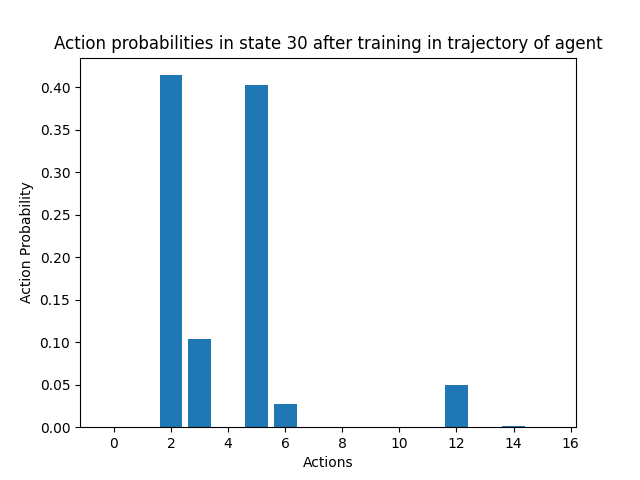 Action probabilities in state 30 after training in trajectory of agent
0.40
0.35
0.30
0.25
0.20
0.15
0.10
0.05
0.00
Action Probability
0 2 4 6 8 10 12 14 16
Actions